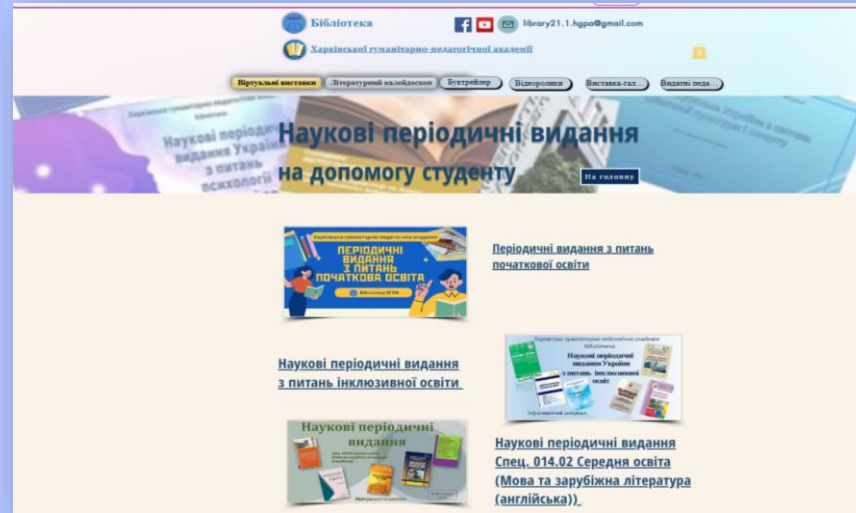 Бібліотека
library21.1.hgpa@gmail.com
Харківської гуманітарно-педагогічної академії
Віртуальні виставки
Літературний калейдоскоп
Буктрейлер
Відеоролики
Виставка-гал...
Видатні педа...
Наукові періодичні видання
на допомогу студенту
На головну
Наукові періодичні
видання України
з питань
психології
ПЕРІОДИЧНІ
ВИДАННЯ
З ПИТАНЬ
ПОЧАТКОВА ОСВІТА
Періодичні видання з питань
початкової освіти
Наукові періодичні видання
з питань інклюзивної освіти
Наукові періодичні
видання України
з питань інклюзивної
освіт
Наукові періодичні
видання
Наукові періодичні видання
Спец. 014.02 Середня освіта
(Мова та зарубіжна література
(англійська))